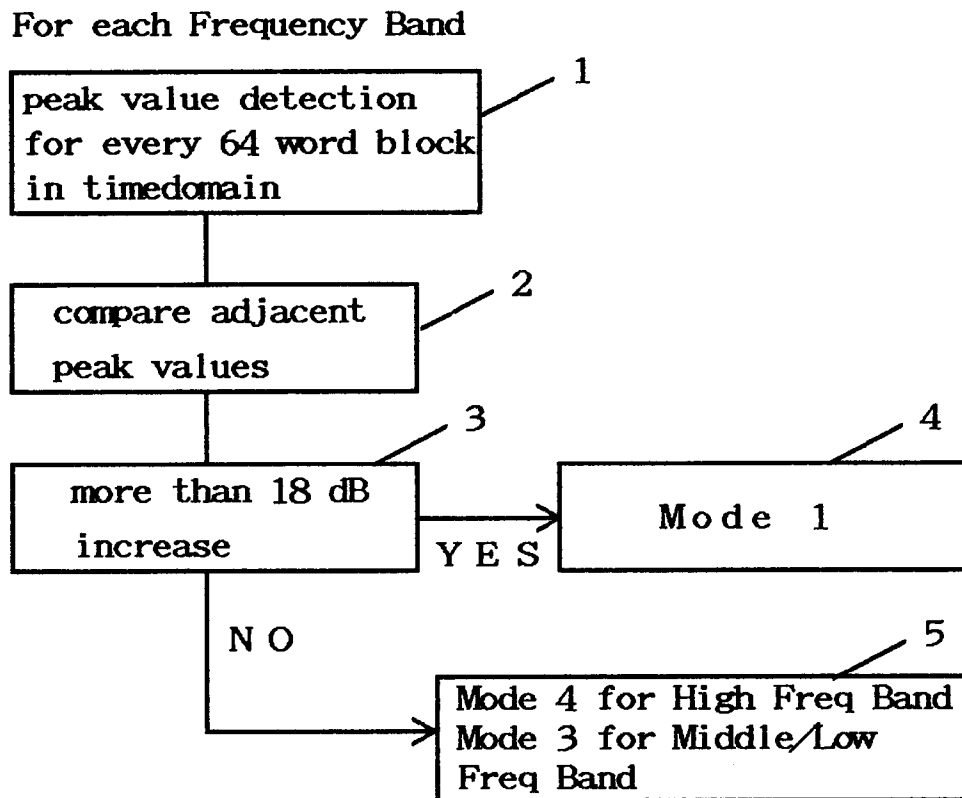 For each Frequency Band
1
peak value detection
for every 64 word block
in timedomain
2
compare adjacent
peak values
3
more than 18 dB
increase
YES
4
Mode 1
NO
5
Mode 4 for High Freq Band
Mode 3 for Middle/Low
Freq Band